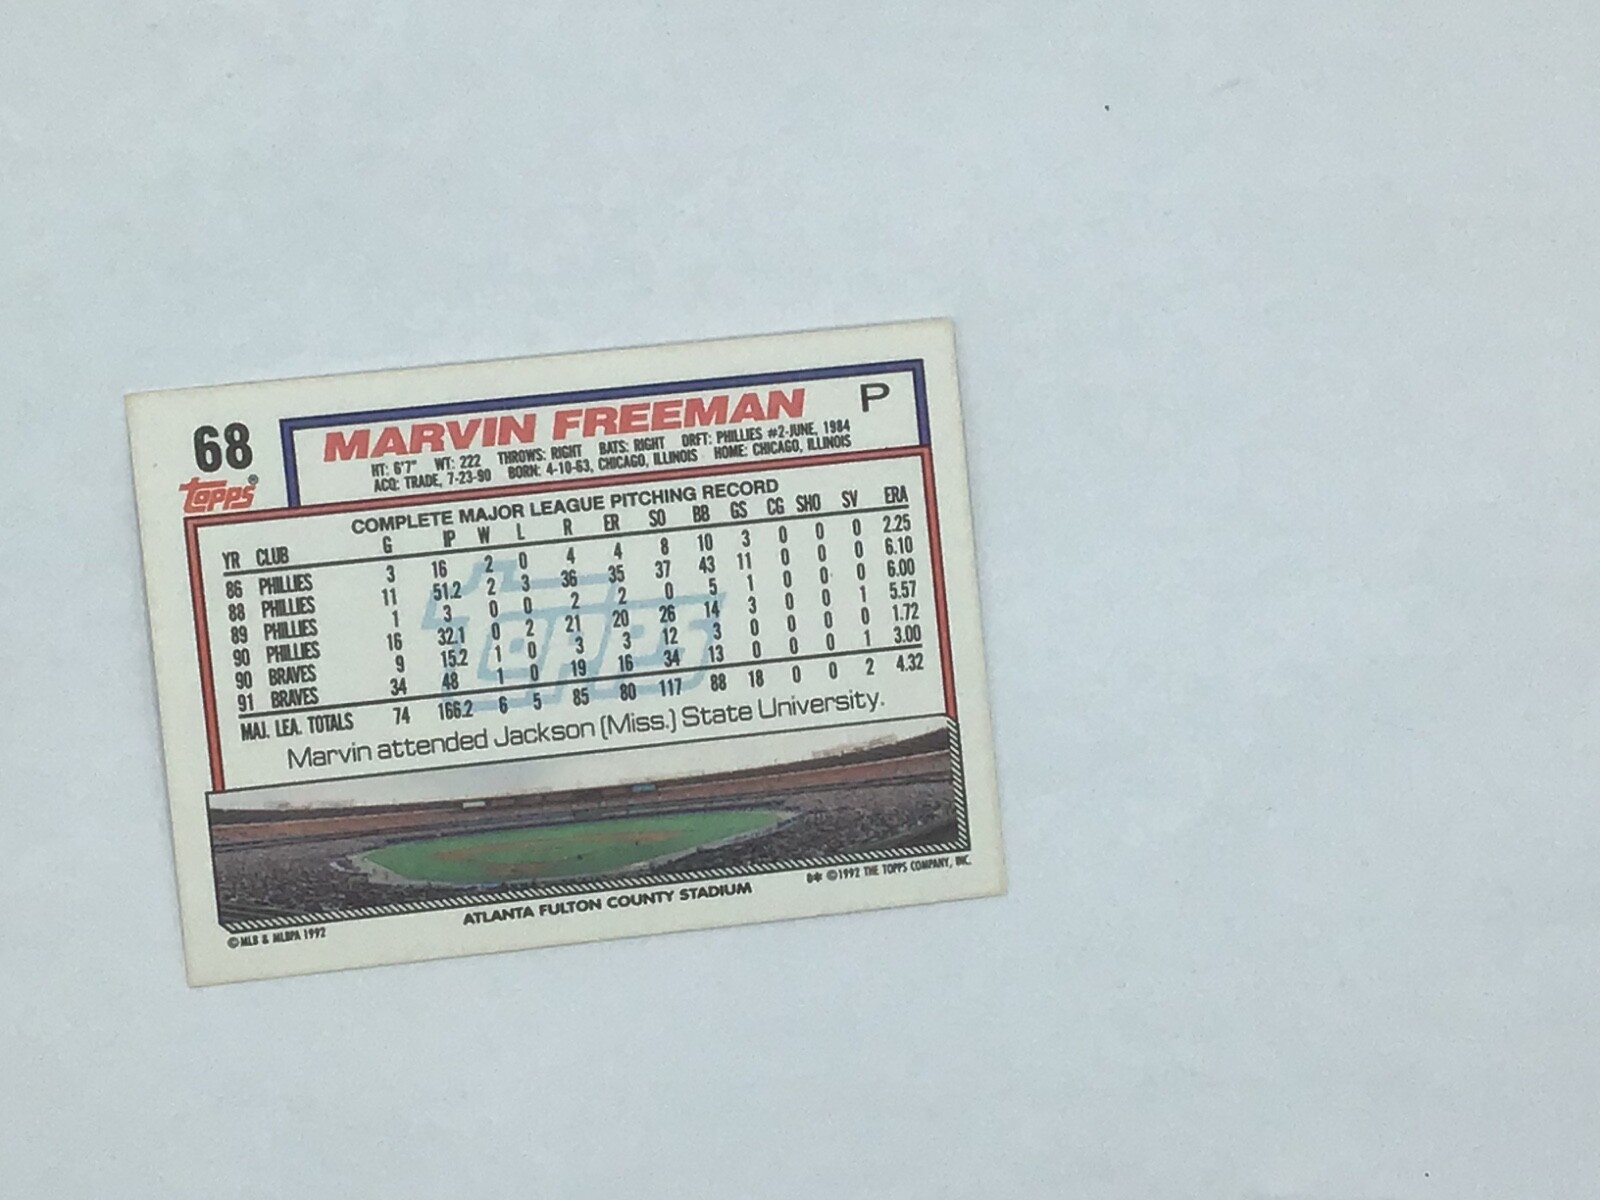 68
Topps®
MARVIN FREEMAN P
HT: 6'7" WT: 222 THROWS: RIGHT BATS: RIGHT DRFT: PHILLIES #2-JUNE, 1984
ACQ: TRADE, 7-23-90 BORN: 4-10-63, CHICAGO, ILLINOIS HOME: CHICAGO, ILLINOIS
COMPLETE MAJOR LEAGUE PITCHING RECORD
YR CLUB G IP W L R ER SO BB GS CG SHO SV ERA
86 PHILLIES 3 16 2 0 4 4 8 10 3 0 0 0 2.25
88 PHILLIES 11 51.2 2 3 36 35 37 43 11 0 0 0 6.10
89 PHILLIES 1 3 0 0 2 2 0 5 1 0 0 0 6.00
90 PHILLIES 16 32.1 0 2 21 20 26 14 3 0 0 1 5.57
90 BRAVES 9 15.2 1 0 3 3 12 3 0 0 0 0 1.72
91 BRAVES 34 48 1 0 19 16 34 13 0 0 0 1 3.00
MAJ. LEA. TOTALS 74 166.2 6 5 85 80 117 88 18 0 0 2 4.32
Topps
Marvin attended Jackson (Miss.) State University.
ATLANTA FULTON COUNTY STADIUM
©MLB & MLBPA 1992
D✻ ©1992 THE TOPPS COMPANY, INC.